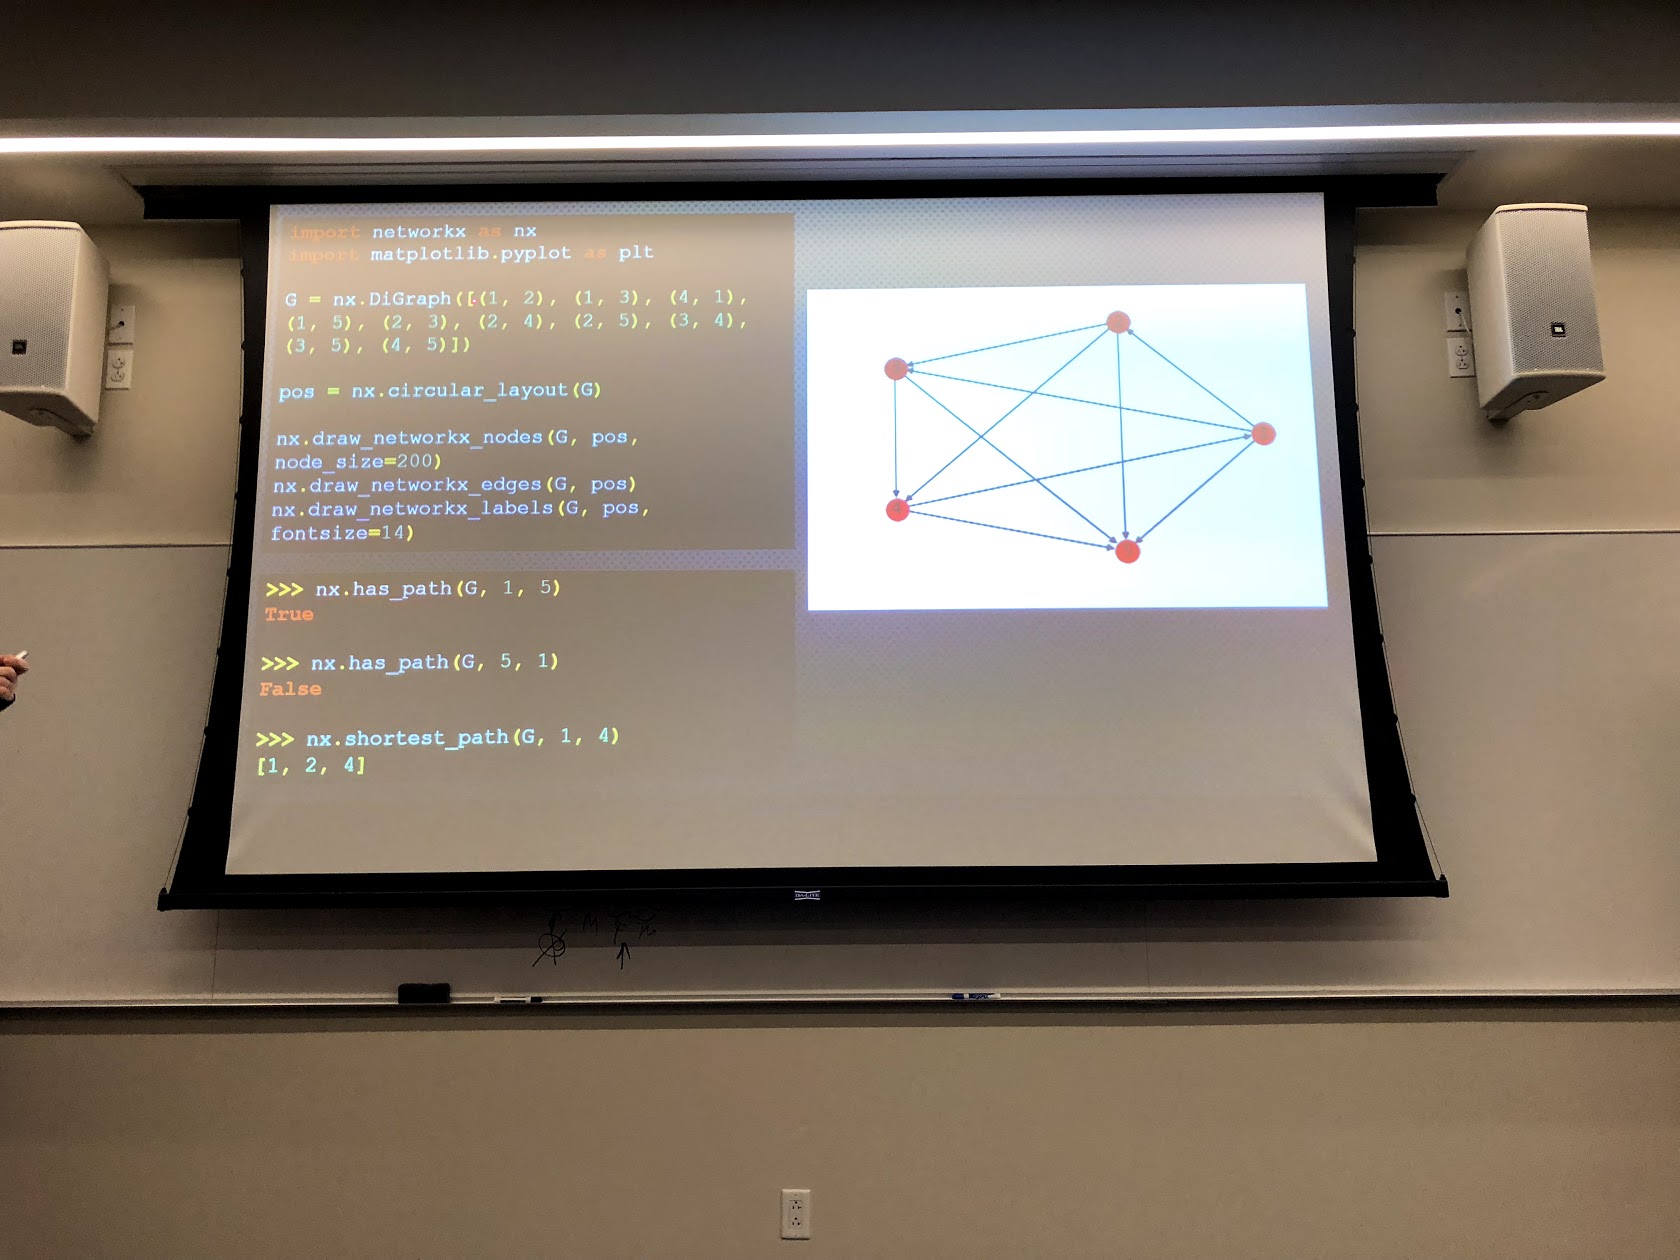 import networkx as nx
import matplotlib.pyplot as plt
G = nx.DiGraph([(1, 2), (1, 3), (4, 1),
(1, 5), (2, 3), (2, 4), (2, 5), (3, 4),
(3, 5), (4, 5)])
pos = nx.circular_layout(G)
nx.draw_networkx_nodes(G, pos,
node_size=200)
nx.draw_networkx_edges(G, pos)
nx.draw_networkx_labels(G, pos,
fontsize=14)
>>> nx.has_path(G, 1, 5)
True
>>> nx.has_path(G, 5, 1)
False
>>> nx.shortest_path(G, 1, 4)
[1, 2, 4]
DA-LITE
JBL